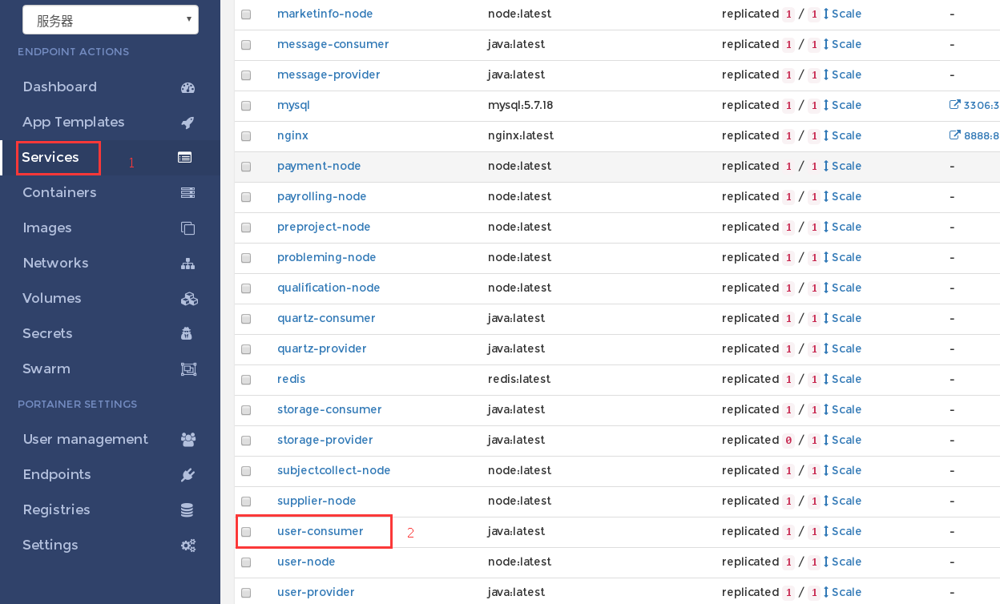 服务器
ENDPOINT ACTIONS
Dashboard
App Templates
Services 1
Containers
Images
Networks
Volumes
Secrets
Swarm
PORTAINER SETTINGS
User management
Endpoints
Registries
Settings
marketinfo-node node:latest replicated 1 / 1 Scale -
message-consumer java:latest replicated 1 / 1 Scale -
message-provider java:latest replicated 1 / 1 Scale -
mysql mysql:5.7.18 replicated 1 / 1 Scale 3306:3
nginx nginx:latest replicated 1 / 1 Scale 8888:8
payment-node node:latest replicated 1 / 1 Scale -
payrolling-node node:latest replicated 1 / 1 Scale -
preproject-node node:latest replicated 1 / 1 Scale -
probleming-node node:latest replicated 1 / 1 Scale -
qualification-node node:latest replicated 1 / 1 Scale -
quartz-consumer java:latest replicated 1 / 1 Scale -
quartz-provider java:latest replicated 1 / 1 Scale -
redis redis:latest replicated 1 / 1 Scale -
storage-consumer java:latest replicated 1 / 1 Scale -
storage-provider java:latest replicated 0 / 1 Scale -
subjectcollect-node node:latest replicated 1 / 1 Scale -
supplier-node node:latest replicated 1 / 1 Scale -
user-consumer 2 java:latest replicated 1 / 1 Scale -
user-node node:latest replicated 1 / 1 Scale -
user-provider java:latest replicated 1 / 1 Scale -